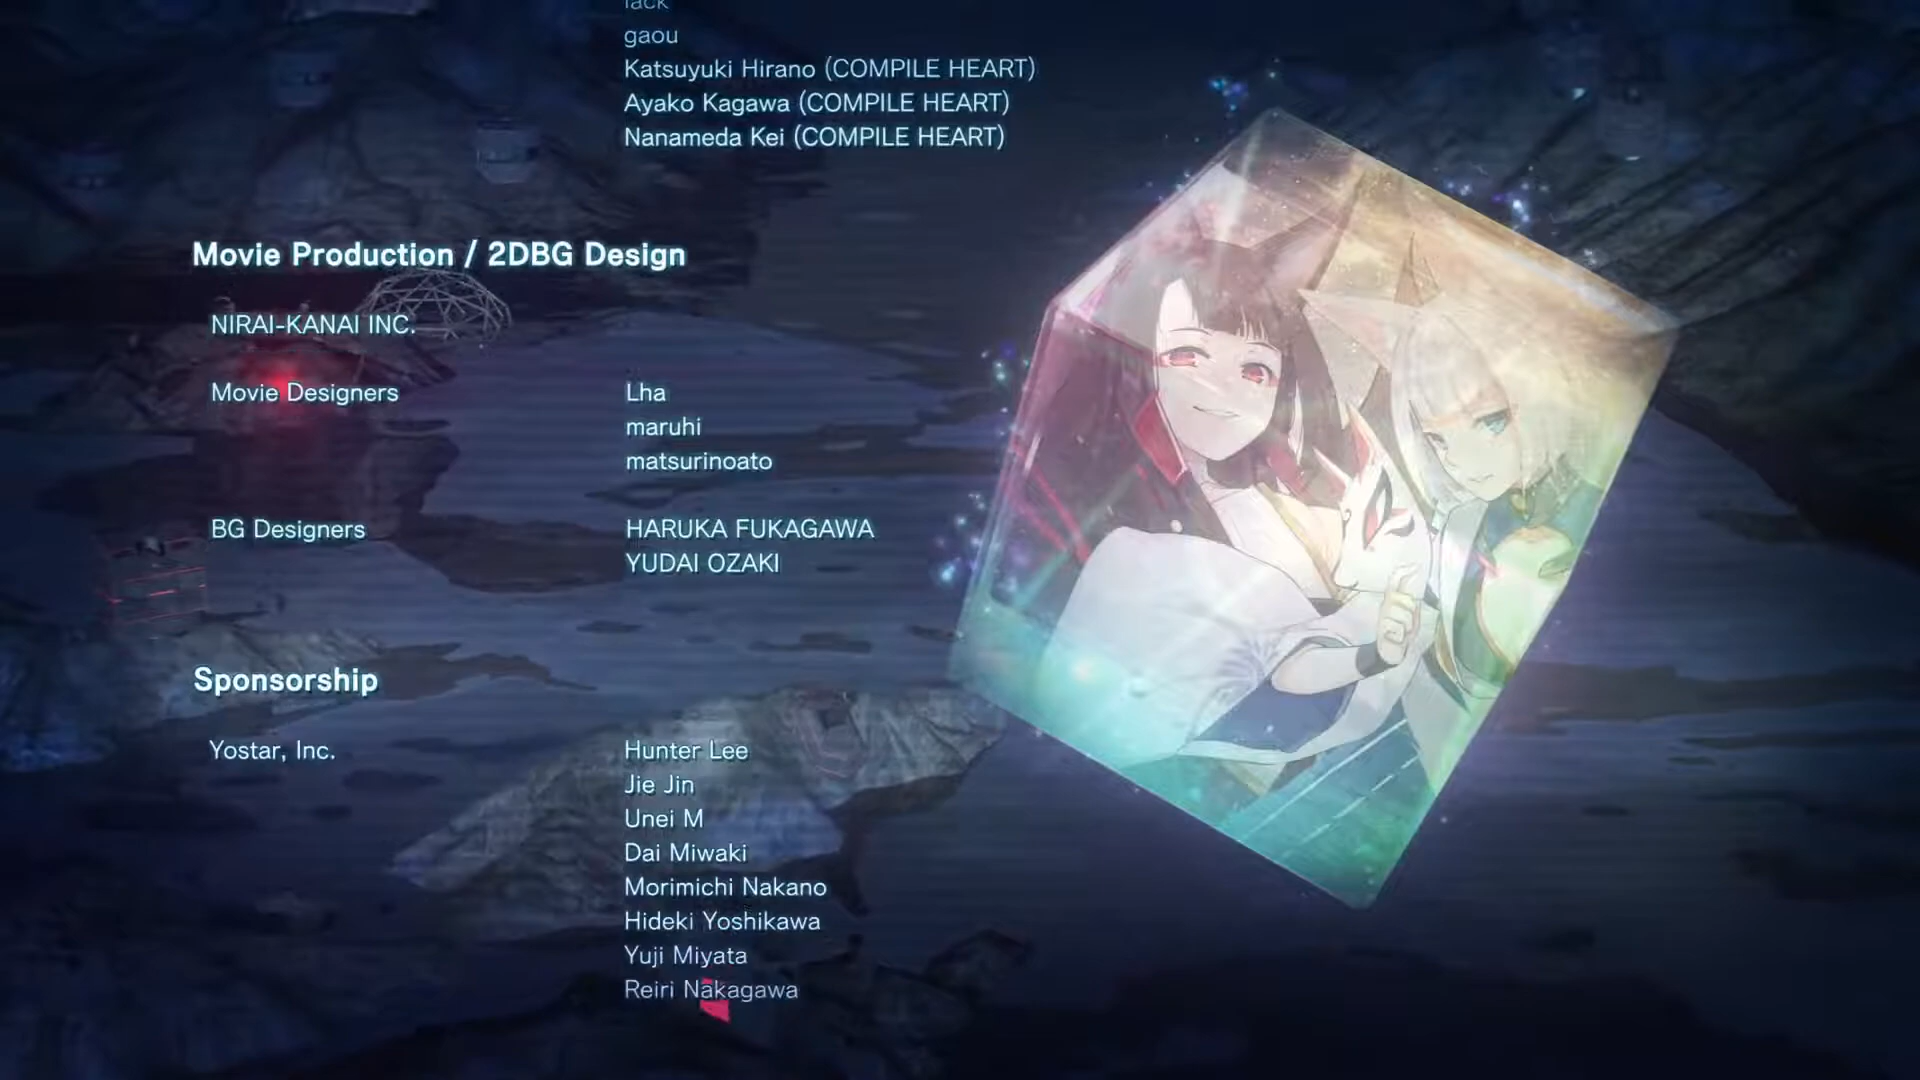 lack
gaou
Katsuyuki Hirano (COMPILE HEART)
Ayako Kagawa (COMPILE HEART)
Nanameda Kei (COMPILE HEART)
Movie Production / 2DBG Design
NIRAI-KANAI INC.
Movie Designers
Lha
maruhi
matsurinoato
BG Designers
HARUKA FUKAGAWA
YUDAI OZAKI
Sponsorship
Yostar, Inc.
Hunter Lee
Jie Jin
Unei M
Dai Miwaki
Morimichi Nakano
Hideki Yoshikawa
Yuji Miyata
Reiri Nakagawa